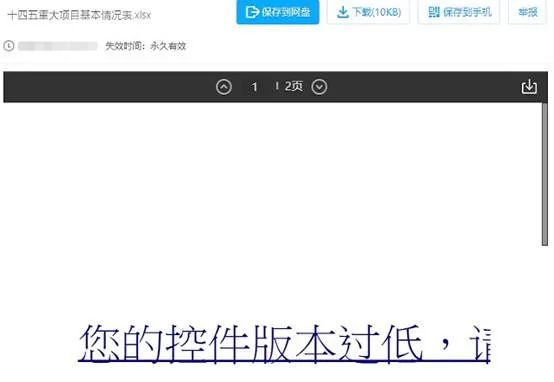 十四五重大项目基本情况表.xlsx
保存到网盘
下载(10KB)
保存到手机
举报
失效时间：永久有效
1 | 2页
您的控件版本过低，